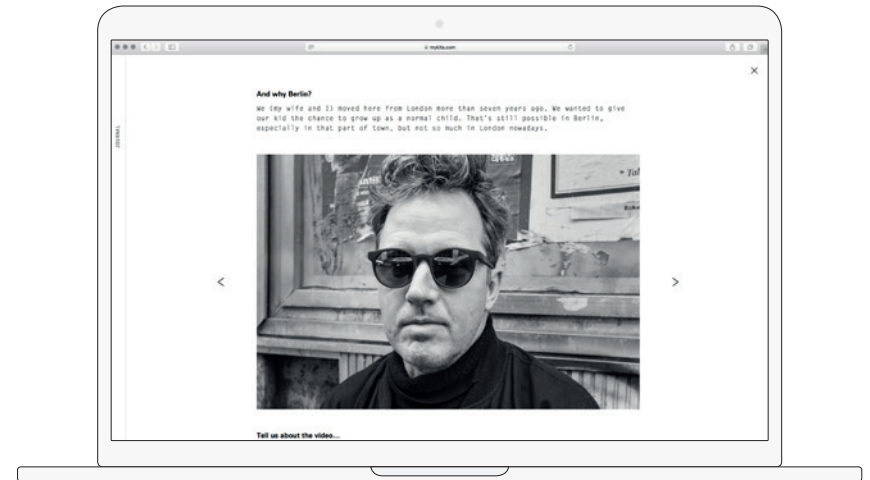 mykita.com
JOURNAL
And why Berlin?
We (my wife and I) moved here from London more than seven years ago. We wanted to give
our kid the chance to grow up as a normal child. That's still possible in Berlin,
especially in that part of town, but not so much in London nowadays.
Tell us about the video...